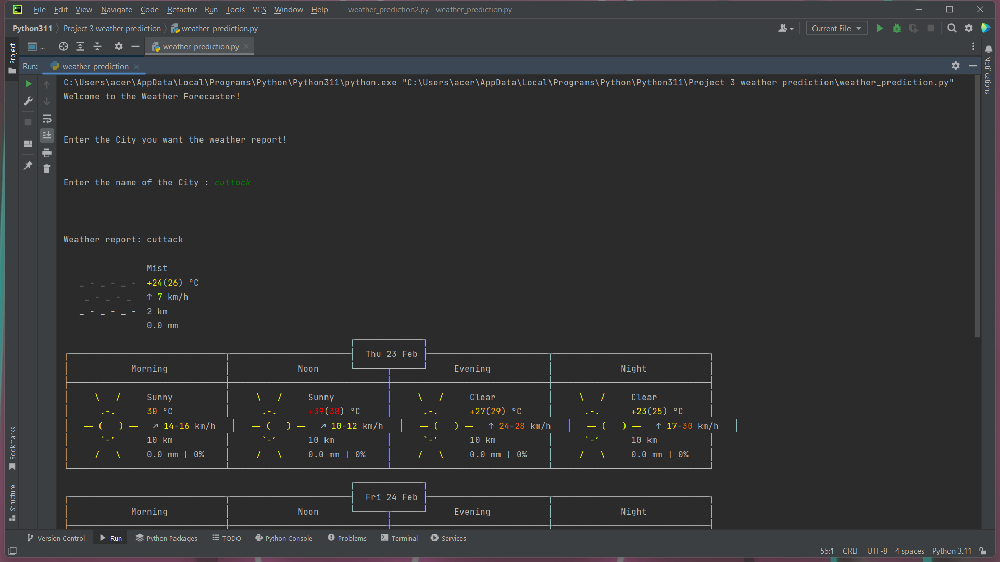 File Edit View Navigate Code Refactor Run Tools VCS Window Help weather_prediction2.py - weather_prediction.py
Python311 Project 3 weather prediction weather_prediction.py Current File
Project ... weather_prediction.py
Run: weather_prediction
Notifications
C:\Users\acer\AppData\Local\Programs\Python\Python311\python.exe "C:\Users\acer\AppData\Local\Programs\Python\Python311\Project 3 weather prediction\weather_prediction.py"
Welcome to the Weather Forecaster!
Enter the City you want the weather report!
Enter the name of the City : cuttack
Weather report: cuttack
Mist
_ - _ - _ - +24(26) °C
_ - _ - _ ↑ 7 km/h
_ - _ - _ - 2 km
0.0 mm
Thu 23 Feb
Morning Noon Evening Night
\ / Sunny \ / Sunny \ / Clear \ / Clear
.-. 30 °C .-. +39(38) °C .-. +27(29) °C .-. +23(25) °C
― ( ) ― ↗ 14-16 km/h ― ( ) ― ↗ 10-12 km/h ― ( ) ― ↑ 24-28 km/h ― ( ) ― ↑ 17-30 km/h
`-’ 10 km `-’ 10 km `-’ 10 km `-’ 10 km
/ \ 0.0 mm | 0% / \ 0.0 mm | 0% / \ 0.0 mm | 0% / \ 0.0 mm | 0%
Fri 24 Feb
Morning Noon Evening Night
Bookmarks
Structure
Version Control Run Python Packages TODO Python Console Problems Terminal Services
55:1 CRLF UTF-8 4 spaces Python 3.11